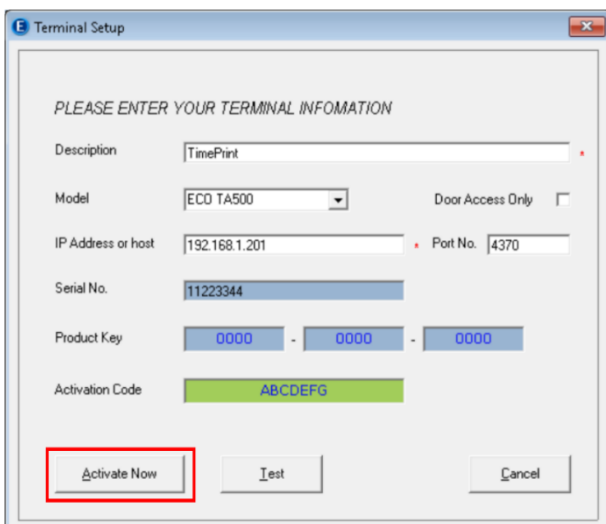 E Terminal Setup
PLEASE ENTER YOUR TERMINAL INFOMATION
Description TimePrint *
Model ECO TA500 Door Access Only
IP Address or host 192.168.1.201 * Port No. 4370
Serial No. 11223344
Product Key 0000 - 0000 - 0000
Activation Code ABCDEFG
Activate Now Test Cancel